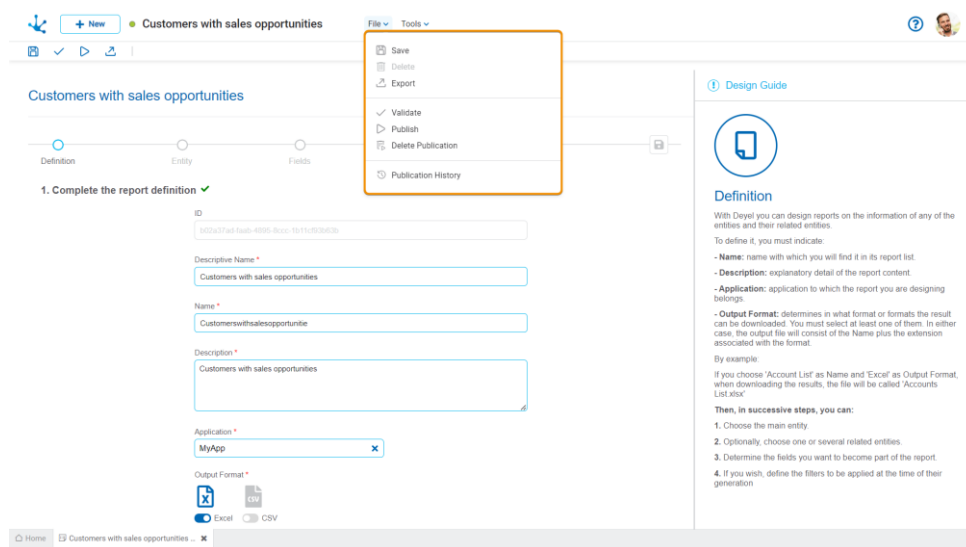 New
Customers with sales opportunities
File
Tools
Save
Delete
Export
Validate
Publish
Delete Publication
Publication History
Customers with sales opportunities
Definition
Entity
Fields
1. Complete the report definition
ID
Descriptive Name *
Customers with sales opportunities
Name *
Customerswithsalesopportunitie
Description *
Customers with sales opportunities
Application *
MyApp
Output Format *
CSV
Excel
CSV
Design Guide
Definition
With Deyel you can design reports on the information of any of the
entities and their related entities.
To define it, you must indicate:
- Name: name with which you will find it in its report list.
- Description: explanatory detail of the report content.
- Application: application to which the report you are designing
belongs.
- Output Format: determines in what format or formats the result
can be downloaded. You must select at least one of them. In either
case, the output file will consist of the Name plus the extension
associated with the format.
By example:
If you choose 'Account List' as Name and 'Excel' as Output Format,
when downloading the results, the file will be called 'Accounts
List.xlsx'
Then, in successive steps, you can:
1. Choose the main entity.
2. Optionally, choose one or several related entities.
3. Determine the fields you want to become part of the report.
4. If you wish, define the filters to be applied at the time of their
generation
Home
Customers with sales opportunities ...